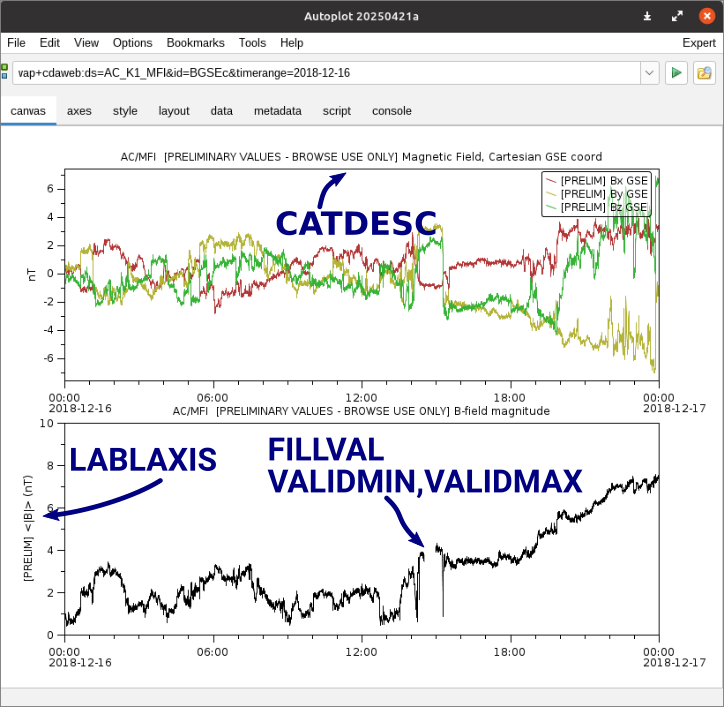 Autoplot 20250421a
File Edit View Options Bookmarks Tools Help Expert
vap+cdaweb:ds=AC_K1_MFI&id=BGSEc&timerange=2018-12-16
canvas axes style layout data metadata script console
AC/MFI [PRELIMINARY VALUES - BROWSE USE ONLY] Magnetic Field, Cartesian GSE coord
[PRELIM] Bx GSE
[PRELIM] By GSE
[PRELIM] Bz GSE
CATDESC
6
4
2
0
-2
-4
-6
nT
00:00 06:00 12:00 18:00 00:00
2018-12-16 2018-12-17
AC/MFI [PRELIMINARY VALUES - BROWSE USE ONLY] B-field magnitude
LABLAXIS
FILLVAL
VALIDMIN,VALIDMAX
10
8
6
4
2
0
[PRELIM] <|B|> (nT)
00:00 06:00 12:00 18:00 00:00
2018-12-16 2018-12-17